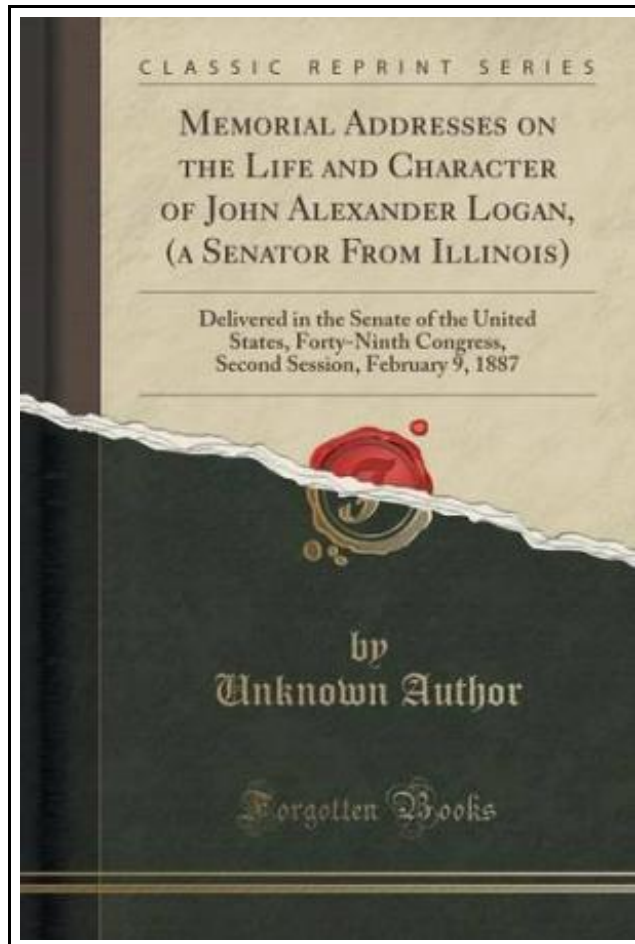 CLASSIC REPRINT SERIES
MEMORIAL ADDRESSES ON
THE LIFE AND CHARACTER
OF JOHN ALEXANDER LOGAN,
(A SENATOR FROM ILLINOIS)
Delivered in the Senate of the United
States, Forty-Ninth Congress,
Second Session, February 9, 1887
by
Unknown Author
Forgotten Books